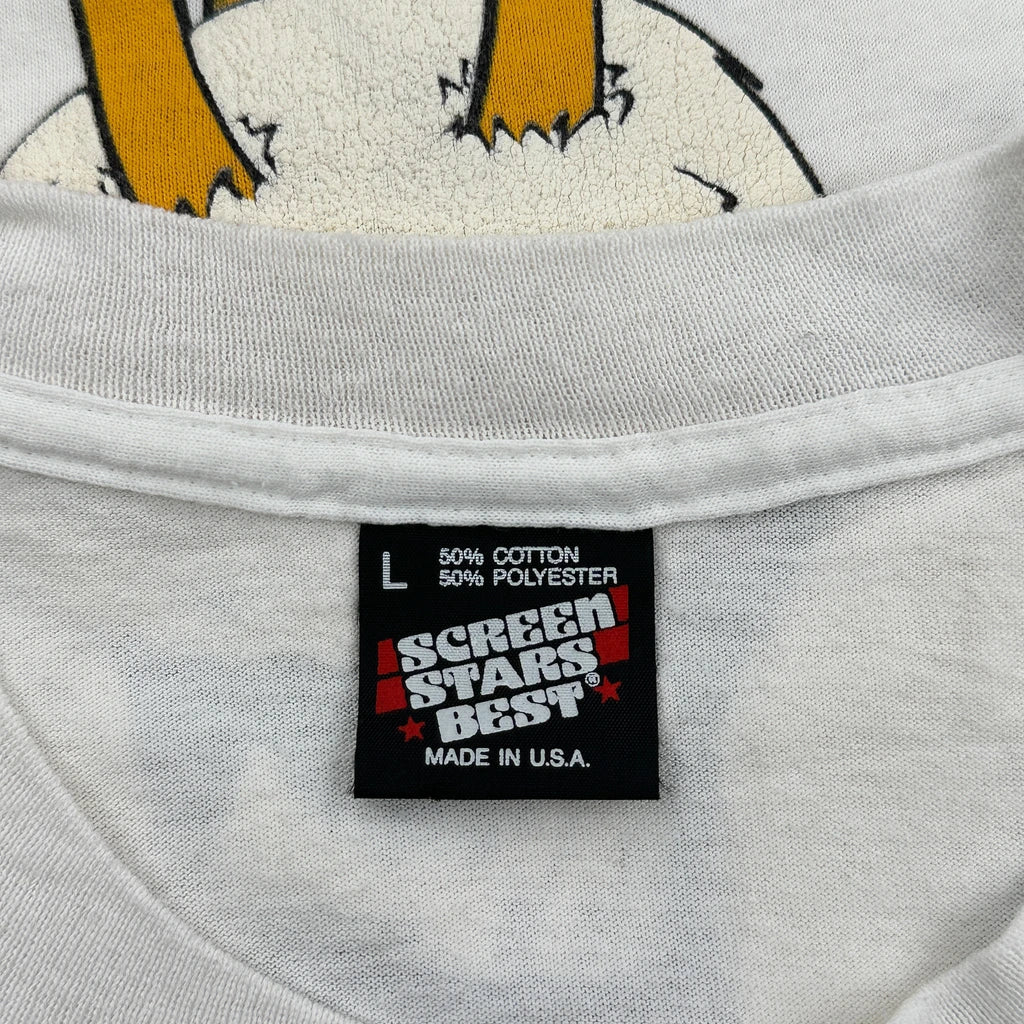 L
50% COTTON
50% POLYESTER
SCREEN
STARS
BEST®
MADE IN U.S.A.